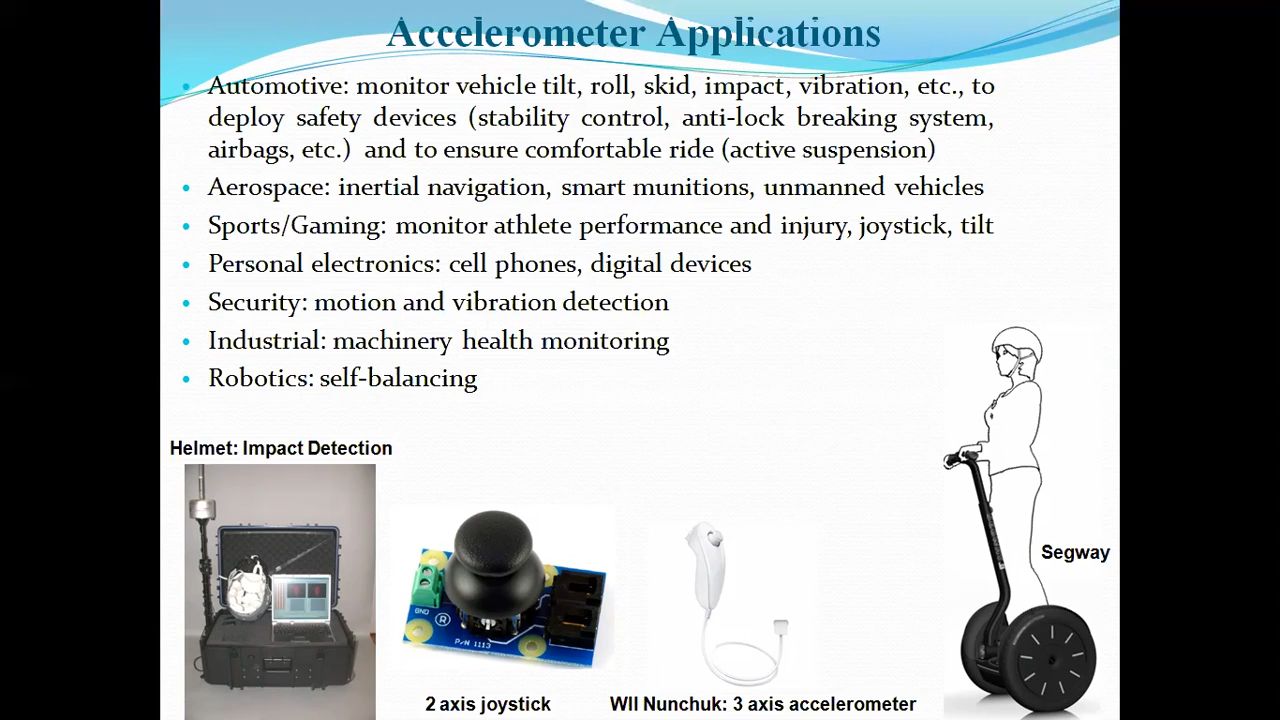 Accelerometer Applications
• Automotive: monitor vehicle tilt, roll, skid, impact, vibration, etc., to
deploy safety devices (stability control, anti-lock breaking system,
airbags, etc.) and to ensure comfortable ride (active suspension)
• Aerospace: inertial navigation, smart munitions, unmanned vehicles
• Sports/Gaming: monitor athlete performance and injury, joystick, tilt
• Personal electronics: cell phones, digital devices
• Security: motion and vibration detection
• Industrial: machinery health monitoring
• Robotics: self-balancing
Helmet: Impact Detection
Segway
GND
®
P/N 1113
2 axis joystick
WII Nunchuk: 3 axis accelerometer